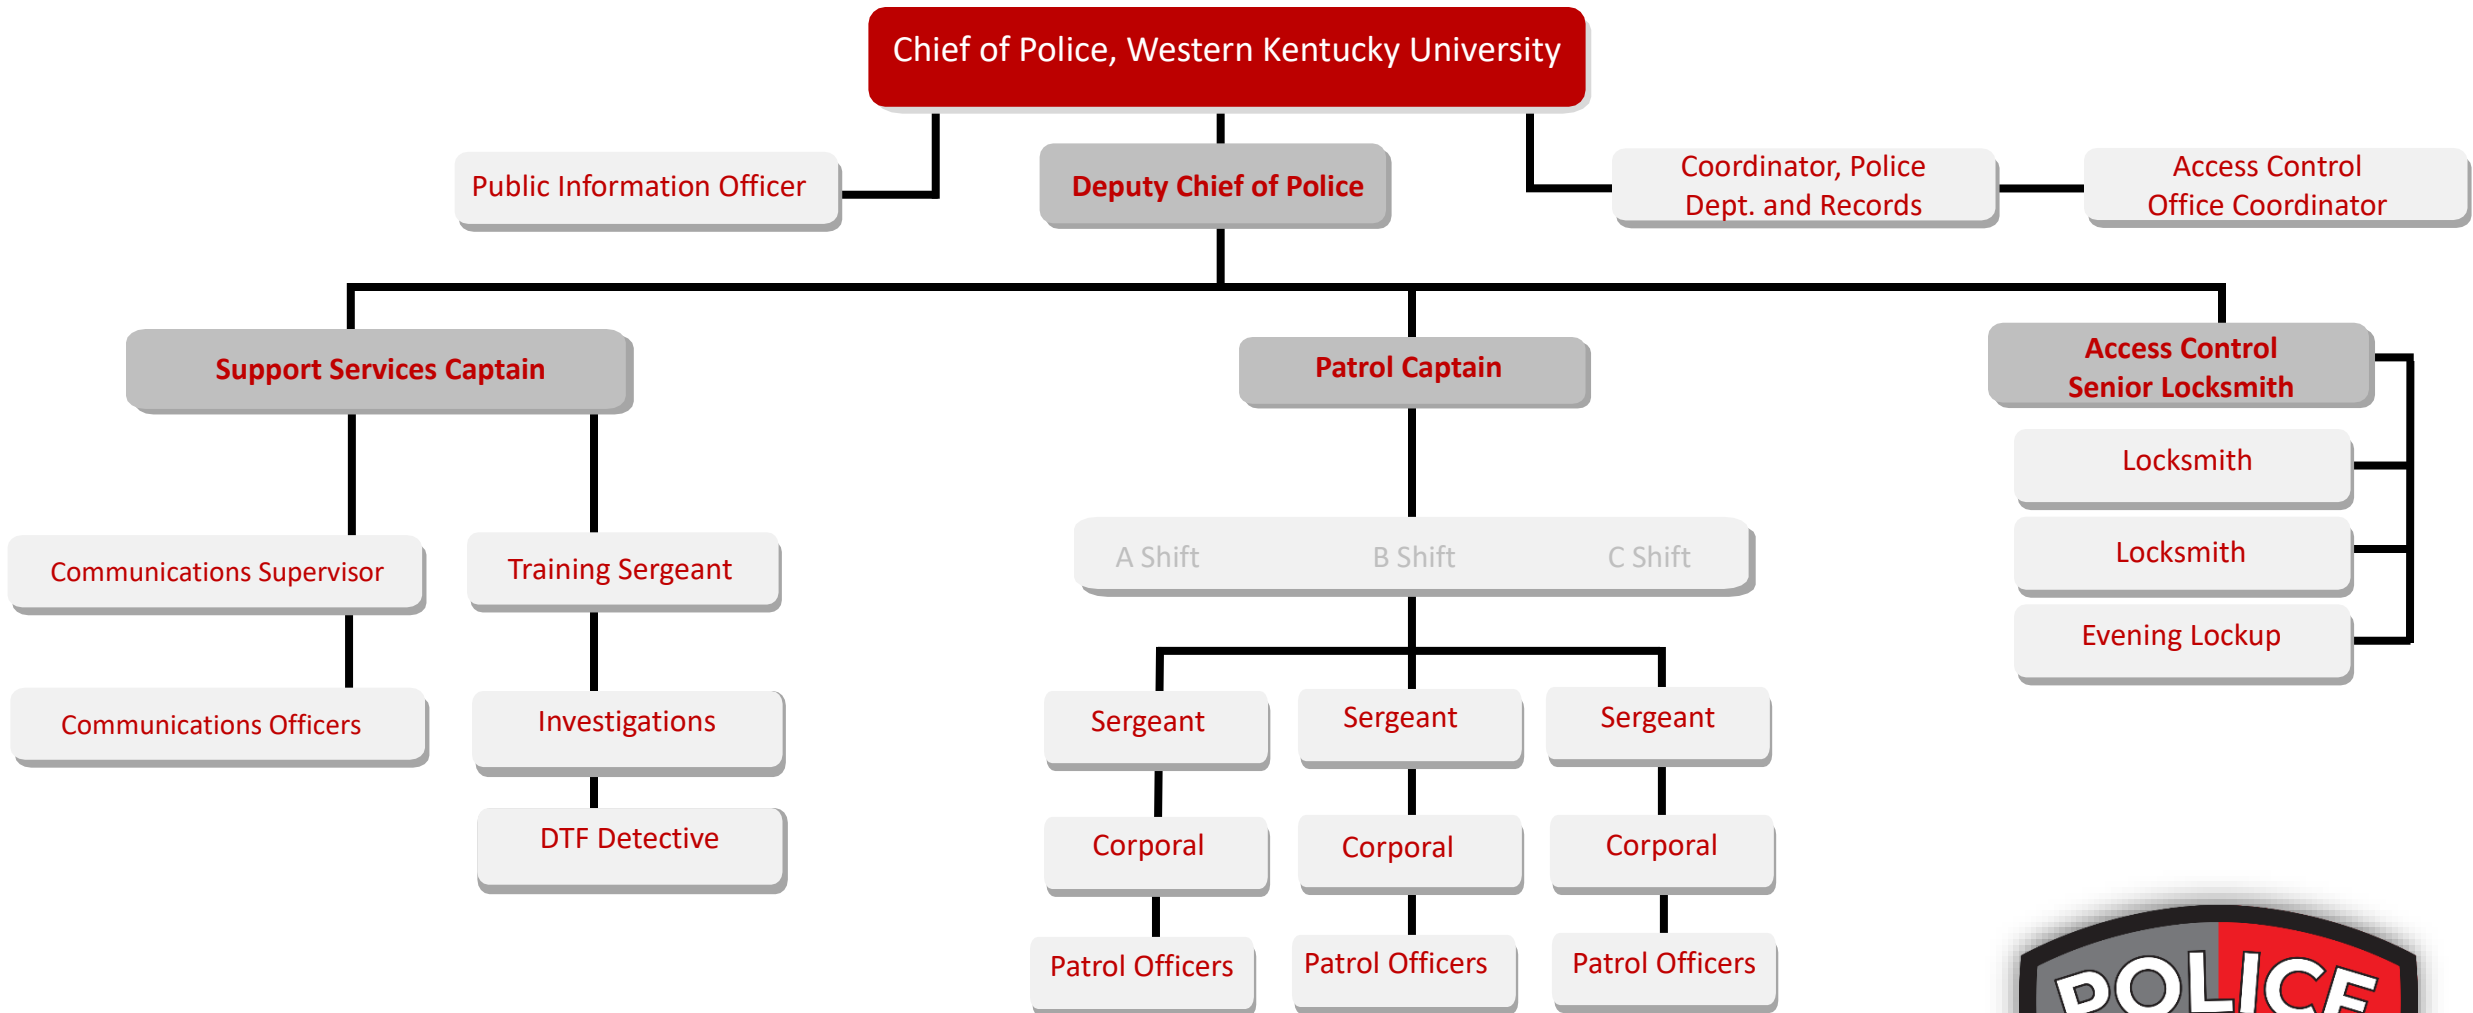 Chief of Police, Western Kentucky University
Public Information Officer
Deputy Chief of Police
Coordinator, Police
Dept. and Records
Access Control
Office Coordinator
Support Services Captain
Patrol Captain
Access Control
Senior Locksmith
Locksmith
Locksmith
Evening Lockup
Communications Supervisor
Training Sergeant
A Shift
B Shift
C Shift
Communications Officers
Investigations
DTF Detective
Sergeant
Sergeant
Sergeant
Corporal
Corporal
Corporal
Patrol Officers
Patrol Officers
Patrol Officers
POLICE